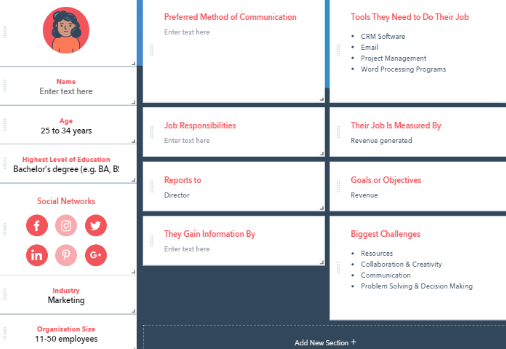 Name
Enter text here
Age
25 to 34 years
Highest Level of Education
Bachelor's degree (e.g. BA, BS
Social Networks
f
in
G+
Industry
Marketing
Organization Size
11-50 employees
Preferred Method of Communication
Enter text here
Job Responsibilities
Enter text here
Reports to
Director
They Gain Information By
Enter text here
Tools They Need to Do Their Job
• CRM Software
• Email
• Project Management
• Word Processing Programs
Their Job Is Measured By
Revenue generated
Goals or Objectives
Revenue
Biggest Challenges
• Resources
• Collaboration & Creativity
• Communication
• Problem Solving & Decision Making
Add New Section +